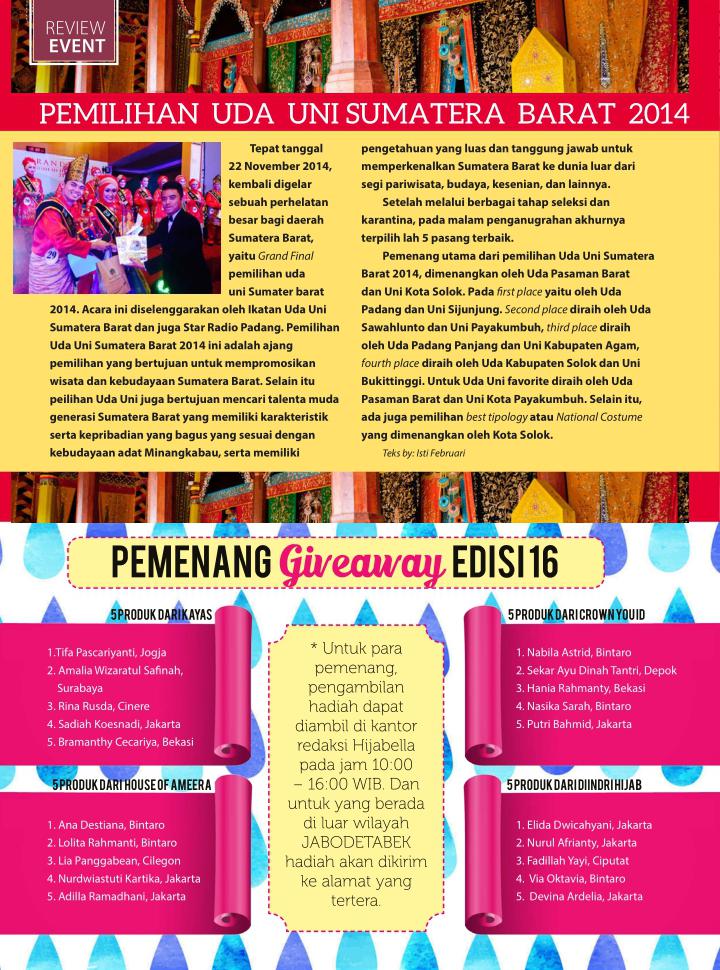 REVIEW
EVENT
PEMILIHAN UDA UNI SUMATERA BARAT 2014
Tepat tanggal
22 November 2014,
kembali digelar
sebuah perhelatan
besar bagi daerah
Sumatera Barat,
yaitu Grand Final
pemilihan uda
uni Sumater barat
2014. Acara ini diselenggarakan oleh Ikatan Uda Uni
Sumatera Barat dan juga Star Radio Padang. Pemilihan
Uda Uni Sumatera Barat 2014 ini adalah ajang
pemilihan yang bertujuan untuk mempromosikan
wisata dan kebudayaan Sumatera Barat. Selain itu
peilihan Uda Uni juga bertujuan mencari talenta muda
generasi Sumatera Barat yang memiliki karakteristik
serta kepribadian yang bagus yang sesuai dengan
kebudayaan adat Minangkabau, serta memiliki
pengetahuan yang luas dan tanggung jawab untuk
memperkenalkan Sumatera Barat ke dunia luar dari
segi pariwisata, budaya, kesenian, dan lainnya.
Setelah melalui berbagai tahap seleksi dan
karantina, pada malam penganugrahan akhurnya
terpilih lah 5 pasang terbaik.
Pemenang utama dari pemilihan Uda Uni Sumatera
Barat 2014, dimenangkan oleh Uda Pasaman Barat
dan Uni Kota Solok. Pada first place yaitu oleh Uda
Padang dan Uni Sijunjung. Second place diraih oleh Uda
Sawahlunto dan Uni Payakumbuh, third place diraih
oleh Uda Padang Panjang dan Uni Kabupaten Agam,
fourth place diraih oleh Uda Kabupaten Solok dan Uni
Bukittinggi. Untuk Uda Uni favorite diraih oleh Uda
Pasaman Barat dan Uni Kota Payakumbuh. Selain itu,
ada juga pemilihan best tipology atau National Costume
yang dimenangkan oleh Kota Solok.
Teks by: Isti Februari
PEMENANG Giveaway EDISI 16
5 PRODUK DARI KAYAS
1.Tifa Pascariyanti, Jogja
2. Amalia Wizaratul Safinah,
Surabaya
3. Rina Rusda, Cinere
4. Sadiah Koesnadi, Jakarta
5. Bramanthy Cecariya, Bekasi
5 PRODUK DARI HOUSE OF AMEERA
1. Ana Destiana, Bintaro
2. Lolita Rahmanti, Bintaro
3. Lia Panggabean, Cilegon
4. Nurdwiastuti Kartika, Jakarta
5. Adilla Ramadhani, Jakarta
* Untuk para
pemenang,
pengambilan
hadiah dapat
diambil di kantor
redaksi Hijabella
pada jam 10:00
– 16:00 WIB. Dan
untuk yang berada
di luar wilayah
JABODETABEK
hadiah akan dikirim
ke alamat yang
tertera.
5 PRODUK DARI CROWN YOU ID
1. Nabila Astrid, Bintaro
2. Sekar Ayu Dinah Tantri, Depok
3. Hania Rahmanty, Bekasi
4. Nasika Sarah, Bintaro
5. Putri Bahmid, Jakarta
5 PRODUK DARI DIINDRI HIJAB
1. Elida Dwicahyani, Jakarta
2. Nurul Afrianty, Jakarta
3. Fadillah Yayi, Ciputat
4. Via Oktavia, Bintaro
5. Devina Ardelia, Jakarta